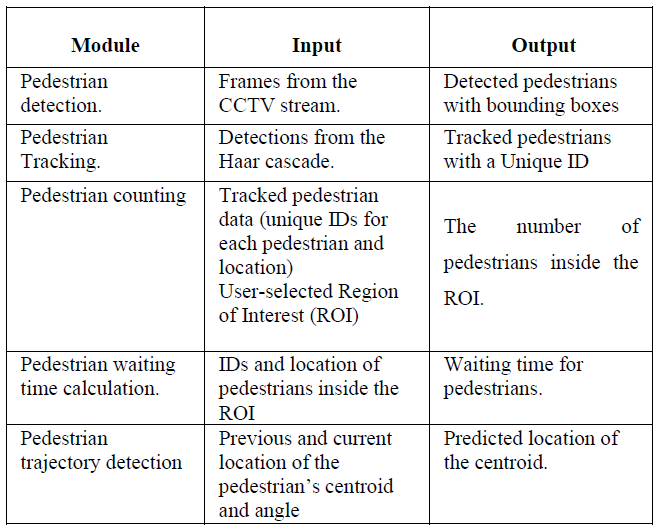 Module Input Output
Pedestrian
detection.
Frames from the
CCTV stream.
Detected pedestrians
with bounding boxes
Pedestrian
Tracking.
Detections from the
Haar cascade.
Tracked pedestrians
with a Unique ID
Pedestrian counting
Tracked pedestrian
data (unique IDs for
each pedestrian and
location)
User-selected Region
of Interest (ROI)
The number of
pedestrians inside the
ROI.
Pedestrian waiting
time calculation.
IDs and location of
pedestrians inside the
ROI
Waiting time for
pedestrians.
Pedestrian
trajectory detection
Previous and current
location of the
pedestrian’s centroid
and angle
Predicted location of
the centroid.